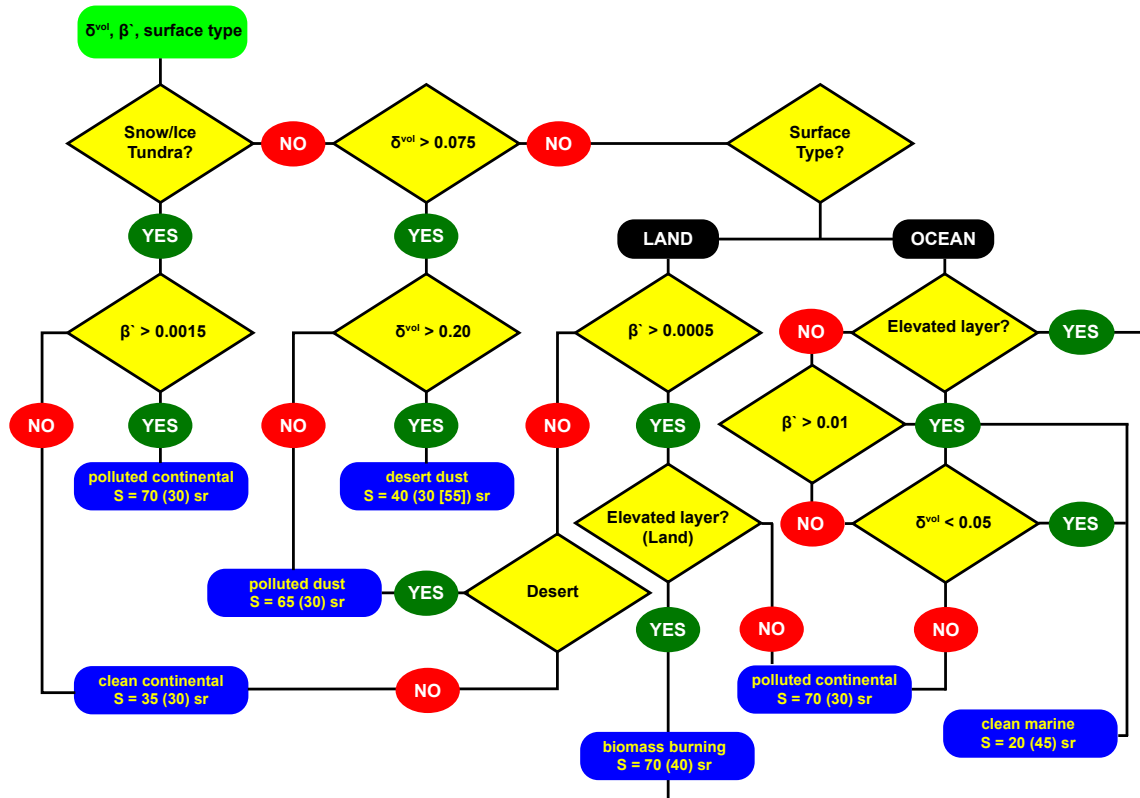 δᵛᵒˡ, β`, surface type
Snow/Ice
Tundra?
NO
δᵛᵒˡ > 0.075
NO
Surface
Type?
YES
YES
LAND
OCEAN
β` > 0.0015
δᵛᵒˡ > 0.20
β` > 0.0005
NO
Elevated layer?
YES
NO
YES
NO
YES
NO
YES
β` > 0.01
YES
polluted continental
S = 70 (30) sr
desert dust
S = 40 (30 [55]) sr
Elevated layer?
(Land)
NO
δᵛᵒˡ < 0.05
YES
polluted dust
S = 65 (30) sr
YES
Desert
YES
NO
NO
clean continental
S = 35 (30) sr
NO
polluted continental
S = 70 (30) sr
clean marine
S = 20 (45) sr
biomass burning
S = 70 (40) sr